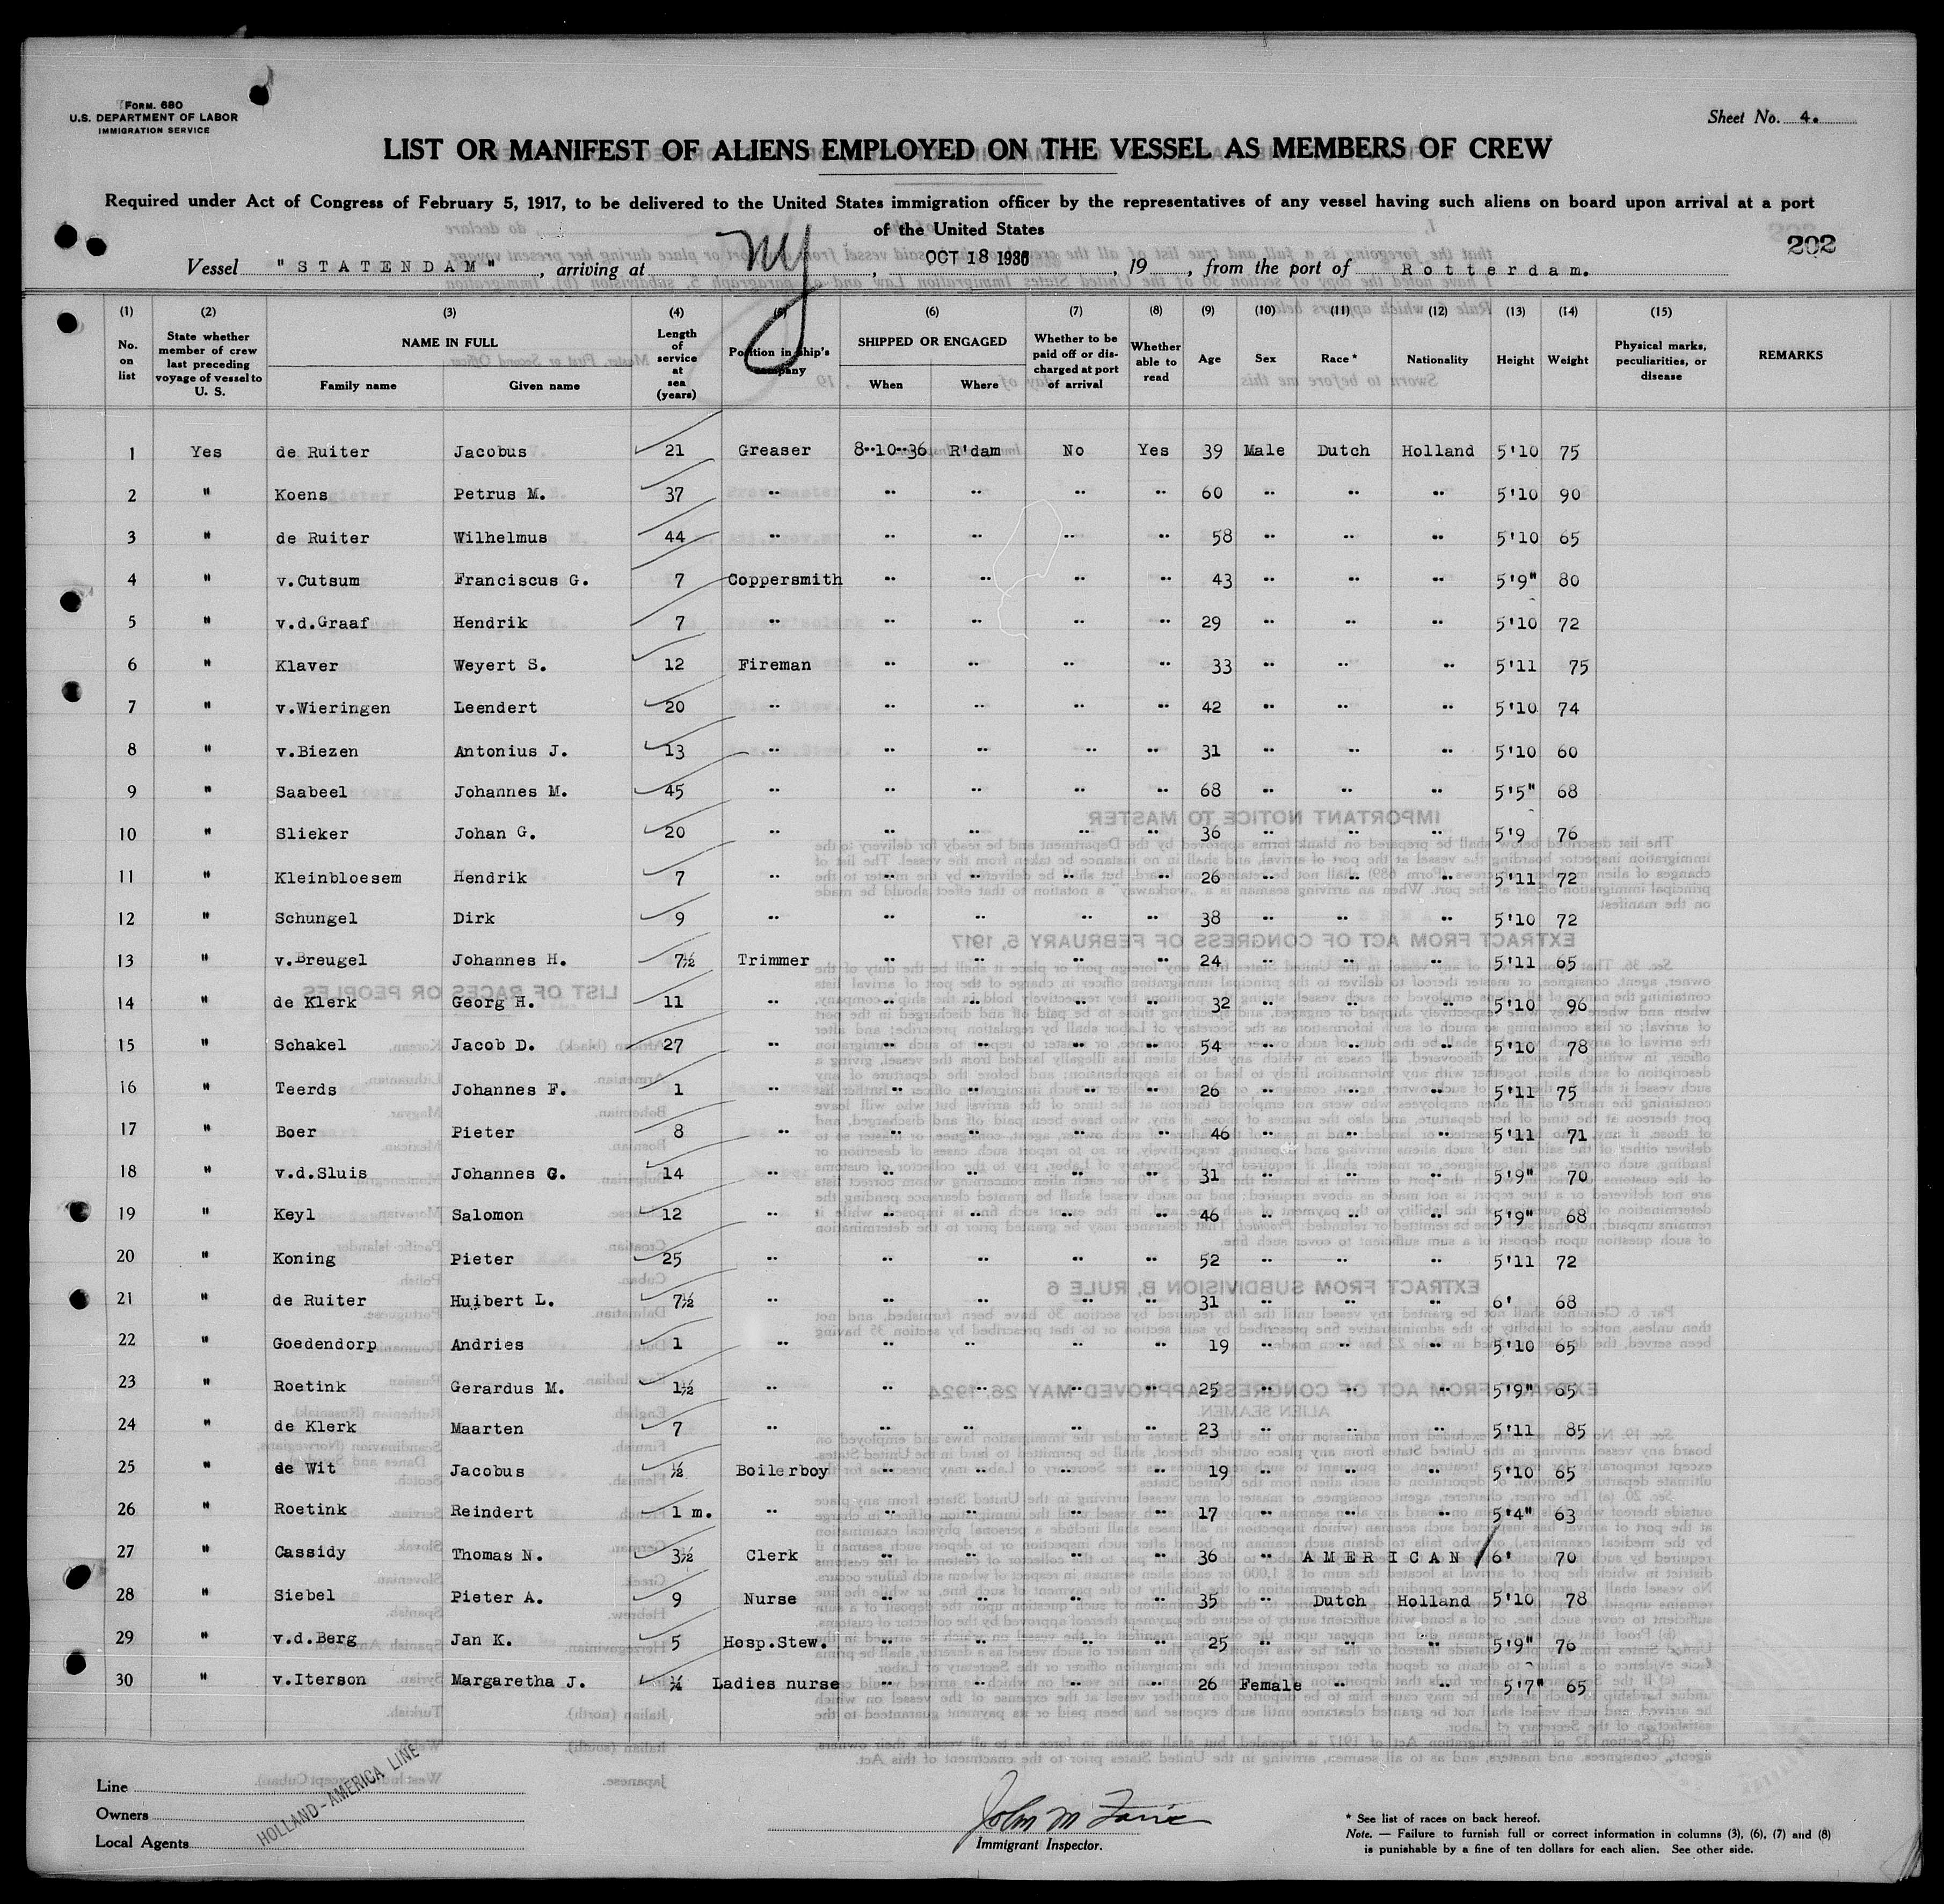 FORM. 680
U.S. DEPARTMENT OF LABOR
IMMIGRATION SERVICE
Sheet No. 4.
LIST OR MANIFEST OF ALIENS EMPLOYED ON THE VESSEL AS MEMBERS OF CREW
Required under Act of Congress of February 5, 1917, to be delivered to the United States immigration officer by the representatives of any vessel having such aliens on board upon arrival at a port
of the United States
202
Vessel "STATENDAM", arriving at NY, OCT 18 1936, 19, from the port of Rotterdam.
(1) (2) (3) (4) (5) (6) (7) (8) (9) (10) (11) (12) (13) (14) (15)
No. on list State whether member of crew last preceding voyage of vessel to U. S. NAME IN FULL Family name Given name Length of service at sea (years) Position in ship's company SHIPPED OR ENGAGED When Where Whether to be paid off or discharged at port of arrival Whether able to read Age Sex Race * Nationality Height Weight Physical marks, peculiarities, or disease REMARKS
1 Yes de Ruiter Jacobus 21 Greaser 8-10-36 R'dam No Yes 39 Male Dutch Holland 5'10 75
2 " Koens Petrus M. 37 " " " " " 60 " " " 5'10 90
3 " de Ruiter Wilhelmus 44 " " " " " 58 " " " 5'10 65
4 " v.Cutsum Franciscus G. 7 Coppersmith " " " " 43 " " " 5'9" 80
5 " v.d.Graaf Hendrik 7 " " " " " 29 " " " 5'10 72
6 " Klaver Weyert S. 12 Fireman " " " " 33 " " " 5'11 75
7 " v.Wieringen Leendert 20 " " " " " 42 " " " 5'10 74
8 " v.Biezen Antonius J. 13 " " " " " 31 " " " 5'10 60
9 " Saabeel Johannes M. 45 " " " " " 68 " " " 5'5" 68
10 " Slieker Johan G. 20 " " " " " 36 " " " 5'9 76
11 " Kleinbloesem Hendrik 7 " " " " " 26 " " " 5'11 72
12 " Schungel Dirk 9 " " " " " 38 " " " 5'10 72
13 " v.Breugel Johannes H. 7½ Trimmer " " " " 24 " " " 5'11 65
14 " de Klerk Georg H. 11 " " " " " 32 " " " 5'10 96
15 " Schakel Jacob D. 27 " " " " " 54 " " " 5'10 78
16 " Teerds Johannes F. 1 " " " " " 26 " " " 5'11 75
17 " Boer Pieter 8 " " " " " 46 " " " 5'11 71
18 " v.d.Sluis Johannes G. 14 " " " " " 31 " " " 5'9" 70
19 " Keyl Salomon 12 " " " " " 46 " " " 5'9" 68
20 " Koning Pieter 25 " " " " " 52 " " " 5'11 72
21 " de Ruiter Huibert L. 7½ " " " " " 31 " " " 6' 68
22 " Goedendorp Andries 1 " " " " " 19 " " " 5'10 65
23 " Roetink Gerardus M. 1½ " " " " " 25 " " " 5'9" 65
24 " de Klerk Maarten 7 " " " " " 23 " " " 5'11 85
25 " de Wit Jacobus ½ Boilerboy " " " " 19 " " " 5'10 65
26 " Roetink Reindert 1 m. " " " " " 17 " " " 5'4" 63
27 " Cassidy Thomas N. 3½ Clerk " " " " 36 " AMERICAN 6' 70
28 " Siebel Pieter A. 9 Nurse " " " " 35 " Dutch Holland 5'10 78
29 " v.d.Berg Jan K. 5 Hosp.Stew. " " " " 25 " " " 5'9" 76
30 " v.Iterson Margaretha J. ¼ Ladies nurse " " " " 26 Female " " 5'7" 65
Line
Owners
Local Agents
HOLLAND-AMERICA LINE
Immigrant Inspector.
* See list of races on back hereof.
Note. — Failure to furnish full or correct information in columns (3), (6), (7) and (8)
is punishable by a fine of ten dollars for each alien. See other side.